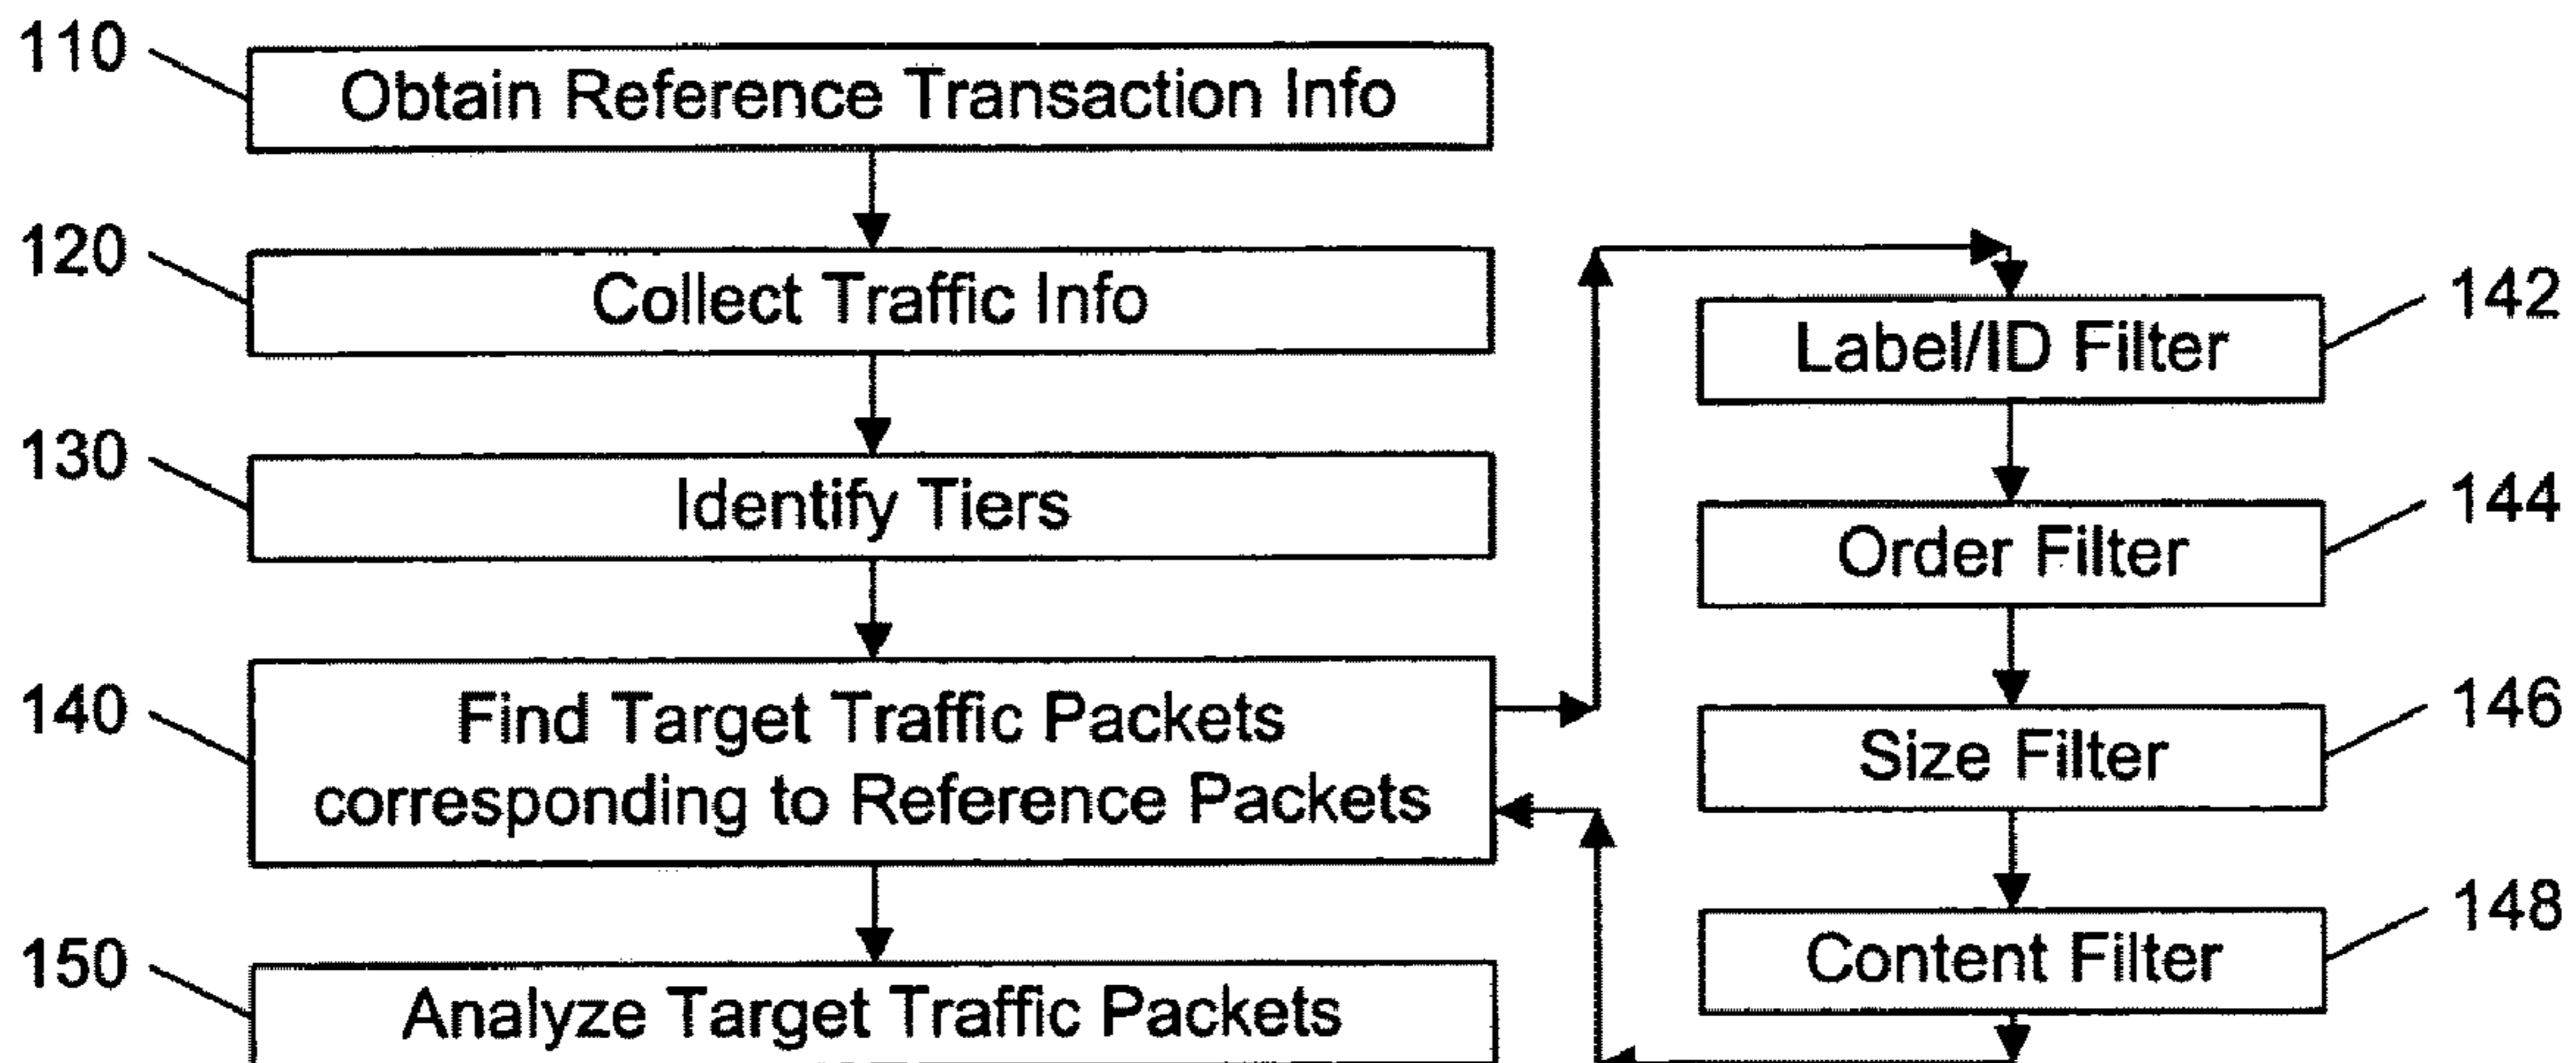 110
Obtain Reference Transaction Info
120
Collect Traffic Info
130
Identify Tiers
140
Find Target Traffic Packets
corresponding to Reference Packets
150
Analyze Target Traffic Packets
142
Label/ID Filter
144
Order Filter
146
Size Filter
148
Content Filter